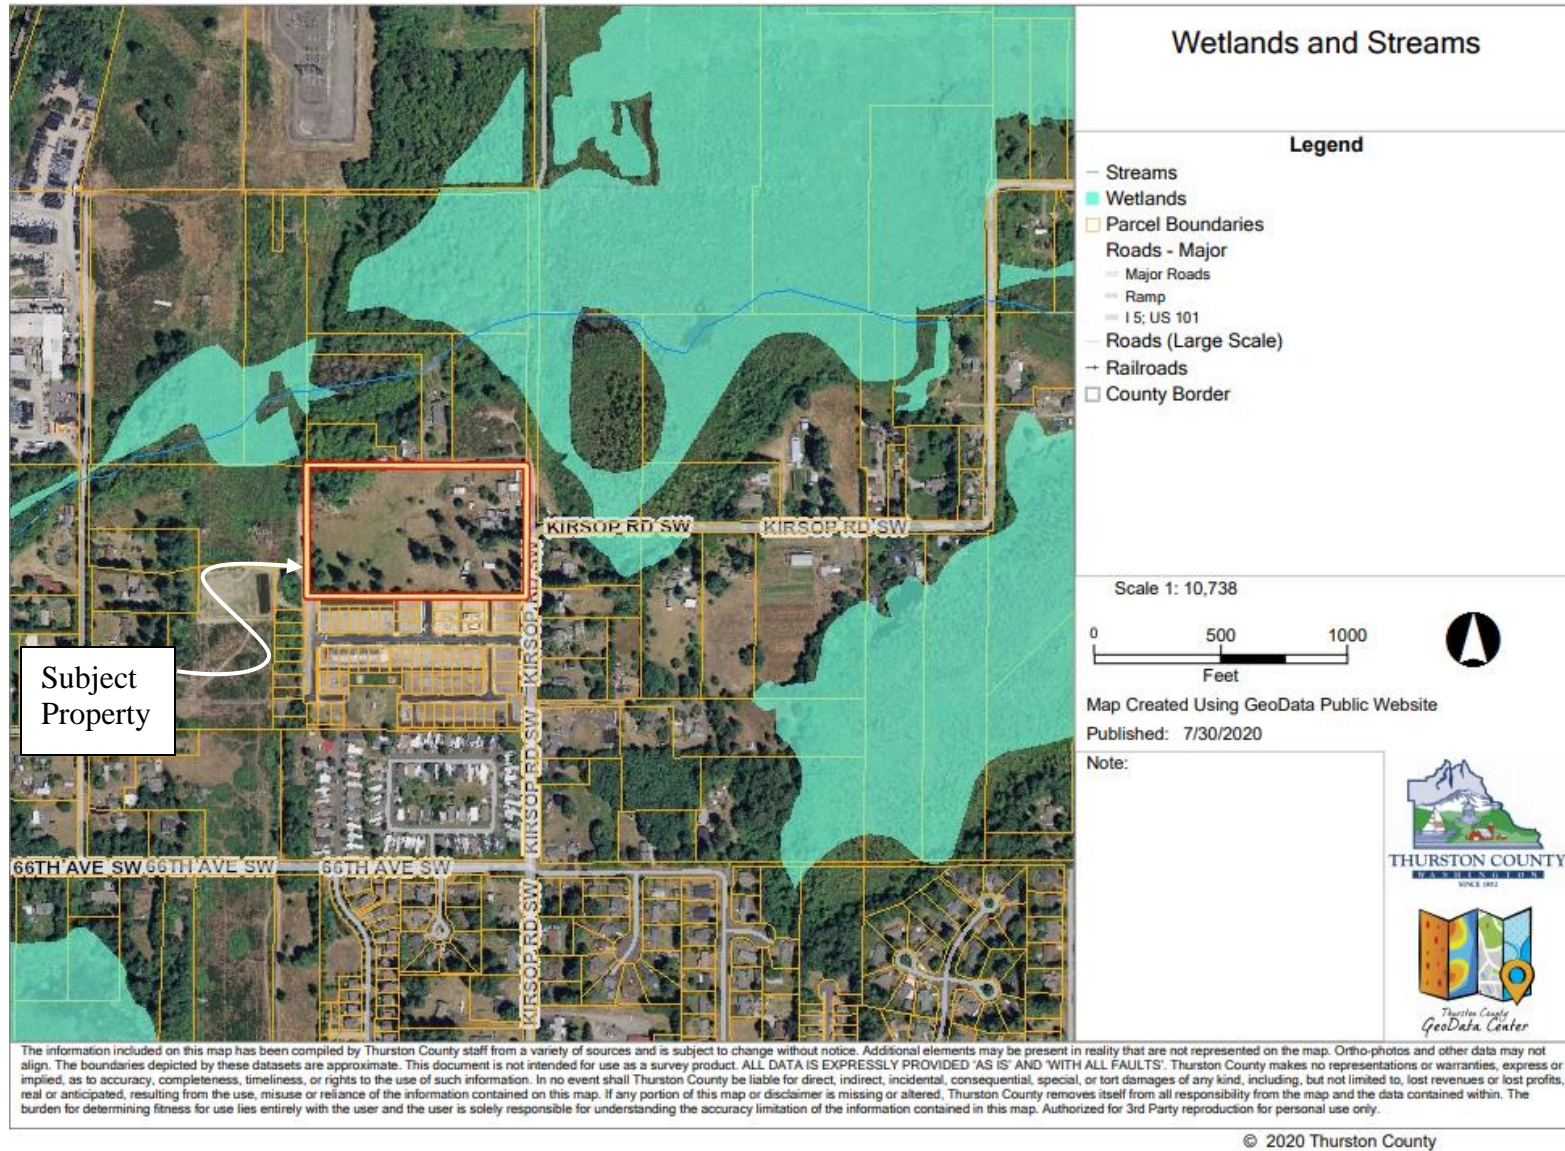 Wetlands and Streams
Legend
Streams
Wetlands
Parcel Boundaries
Roads - Major
Major Roads
Ramp
I 5; US 101
Roads (Large Scale)
Railroads
County Border
KIRSOP RD SW
KIRSOP RD SW
KIRSOP RD SW
Subject
Property
KIRSOP RD SW
66TH AVE SW
66TH AVE SW
66TH AVE SW
KIRSOP RD SW
Scale 1: 10,738
0 500 1000
Feet
Map Created Using GeoData Public Website
Published: 7/30/2020
Note:
THURSTON COUNTY
WASHINGTON
SINCE 1852
Thurston County
GeoData Center
The information included on this map has been compiled by Thurston County staff from a variety of sources and is subject to change without notice. Additional elements may be present in reality that are not represented on the map. Ortho-photos and other data may not
align. The boundaries depicted by these datasets are approximate. This document is not intended for use as a survey product. ALL DATA IS EXPRESSLY PROVIDED 'AS IS' AND 'WITH ALL FAULTS'. Thurston County makes no representations or warranties, express or
implied, as to accuracy, completeness, timeliness, or rights to the use of such information. In no event shall Thurston County be liable for direct, indirect, incidental, consequential, special, or tort damages of any kind, including, but not limited to, lost revenues or lost profits,
real or anticipated, resulting from the use, misuse or reliance of the information contained on this map. If any portion of this map or disclaimer is missing or altered, Thurston County removes itself from all responsibility from the map and the data contained within. The
burden for determining fitness for use lies entirely with the user and the user is solely responsible for understanding the accuracy limitation of the information contained in this map. Authorized for 3rd Party reproduction for personal use only.
© 2020 Thurston County